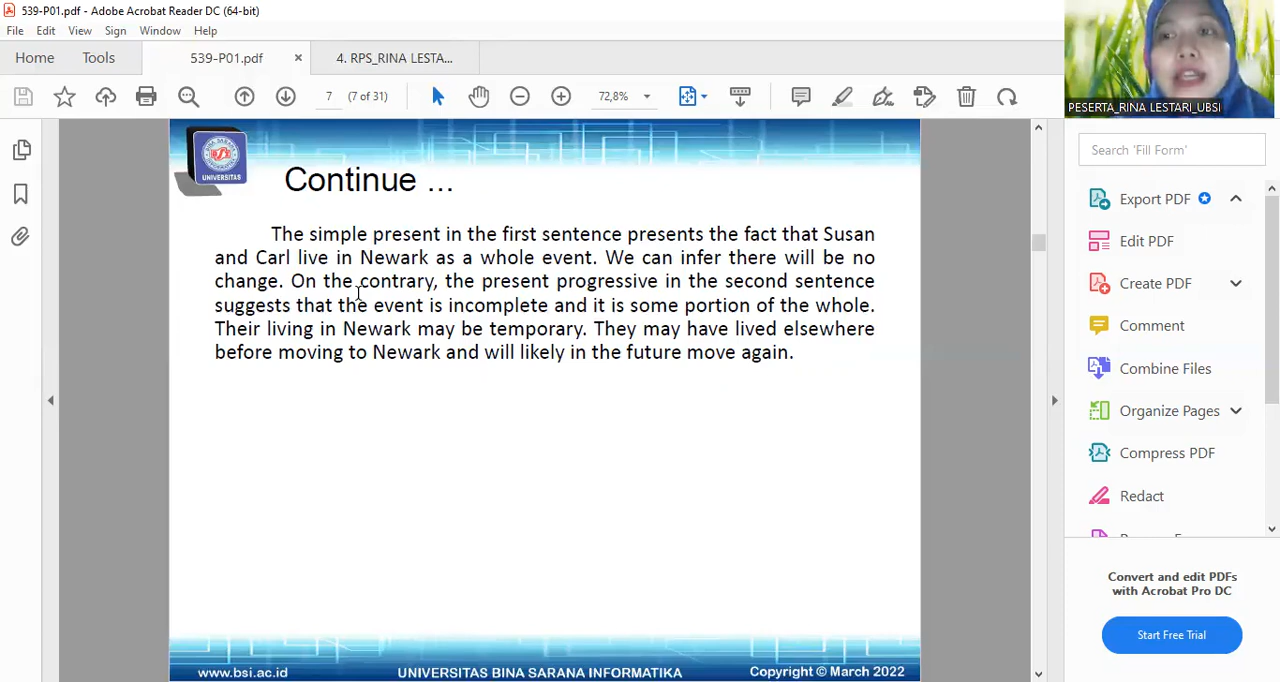 539-P01.pdf - Adobe Acrobat Reader DC (64-bit)
File Edit View Sign Window Help
Home Tools 539-P01.pdf × 4. RPS_RINA LESTA...
7 (7 of 31) 72,8%
PESERTA_RINA LESTARI_UBSI
UNIVERSITAS
Continue ...
The simple present in the first sentence presents the fact that Susan
and Carl live in Newark as a whole event. We can infer there will be no
change. On the contrary, the present progressive in the second sentence
suggests that the event is incomplete and it is some portion of the whole.
Their living in Newark may be temporary. They may have lived elsewhere
before moving to Newark and will likely in the future move again.
www.bsi.ac.id UNIVERSITAS BINA SARANA INFORMATIKA Copyright © March 2022
Search 'Fill Form'
Export PDF
Edit PDF
Create PDF
Comment
Combine Files
Organize Pages
Compress PDF
Redact
Convert and edit PDFs
with Acrobat Pro DC
Start Free Trial